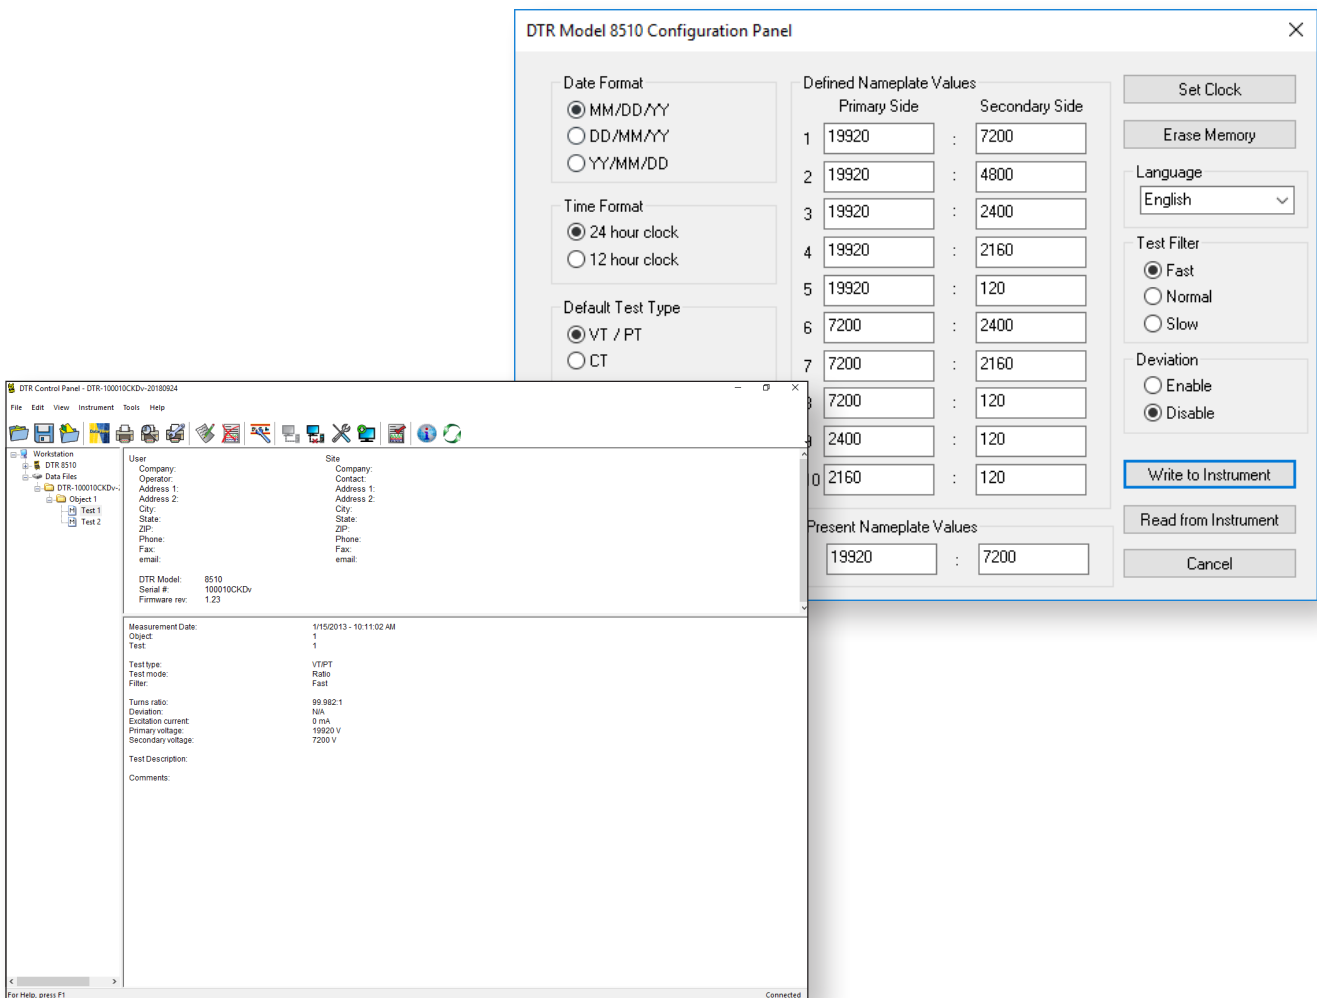 DTR Model 8510 Configuration Panel
Date Format
MM/DD/YY
DD/MM/YY
YY/MM/DD
Time Format
24 hour clock
12 hour clock
Default Test Type
VT / PT
CT
Defined Nameplate Values
Primary Side Secondary Side
1 19920 : 7200
2 19920 : 4800
3 19920 : 2400
4 19920 : 2160
5 19920 : 120
6 7200 : 2400
7 7200 : 2160
8 7200 : 120
9 2400 : 120
10 2160 : 120
Present Nameplate Values
19920 : 7200
Set Clock
Erase Memory
Language
English
Test Filter
Fast
Normal
Slow
Deviation
Enable
Disable
Write to Instrument
Read from Instrument
Cancel
DTR Control Panel - DTR-100010CKDv-20180924
File Edit View Instrument Tools Help
Workstation
DTR 8510
Data Files
DTR-100010CKDv-
Object 1
Test 1
Test 2
User Site
Company: Company:
Operator: Contact:
Address 1: Address 1:
Address 2: Address 2:
City: City:
State: State:
ZIP: ZIP:
Phone: Phone:
Fax: Fax:
email: email:
DTR Model: 8510
Serial #: 100010CKDv
Firmware rev: 1.23
Measurement Date: 1/15/2013 - 10:11:02 AM
Object: 1
Test: 1
Test type: VT/PT
Test mode: Ratio
Filter: Fast
Turns ratio: 99.982:1
Deviation: N/A
Excitation current: 0 mA
Primary voltage: 19920 V
Secondary voltage: 7200 V
Test Description:
Comments:
For Help, press F1 Connected